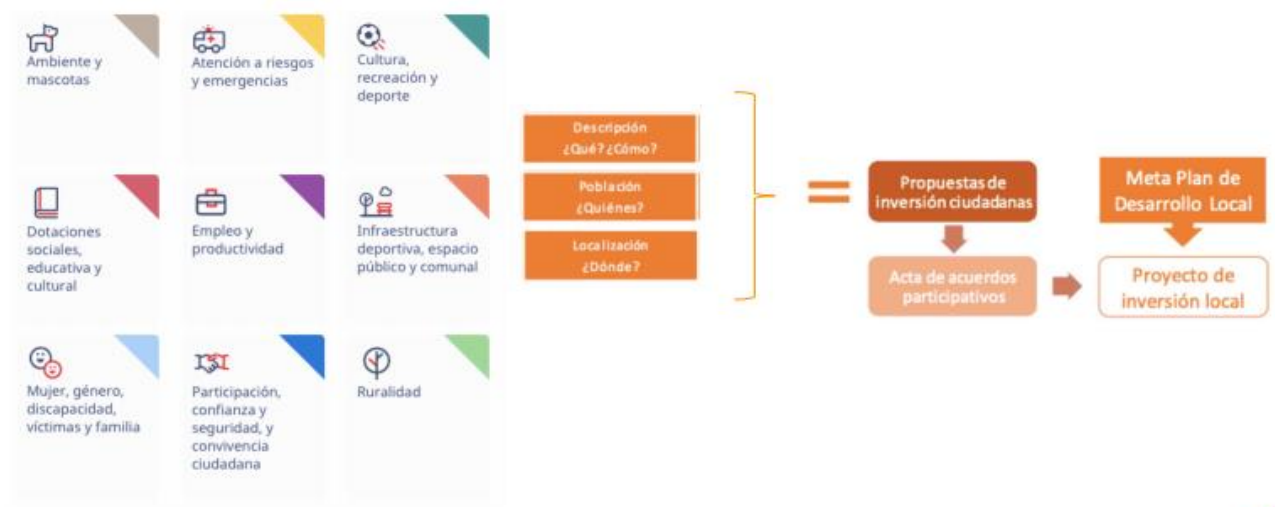 Ambiente y
mascotas
Atención a riesgos
y emergencias
Cultura,
recreación y
deporte
Dotaciones
sociales,
educativa y
cultural
Empleo y
productividad
Infraestructura
deportiva, espacio
público y comunal
Mujer, género,
discapacidad,
víctimas y familia
Participación,
confianza y
seguridad, y
convivencia
ciudadana
Ruralidad
Descripción
¿Qué? ¿Cómo?
Población
¿Quiénes?
Localización
¿Dónde?
=
Propuestas de
inversión ciudadanas
Acta de acuerdos
participativos
Meta Plan de
Desarrollo Local
Proyecto de
inversión local